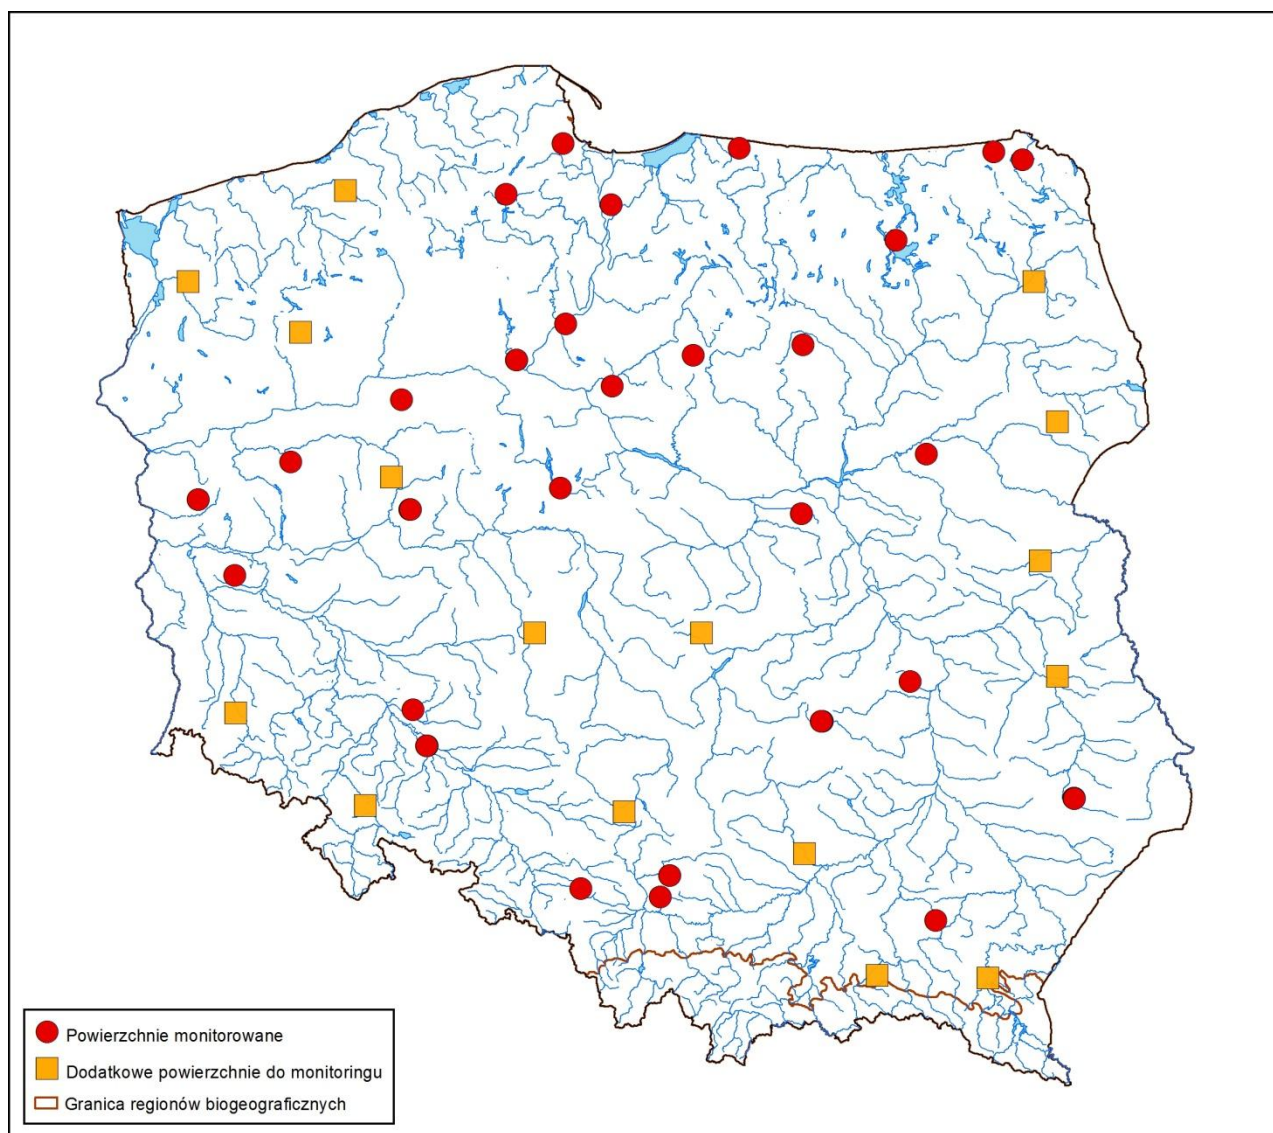 Powierzchnie monitorowane
Dodatkowe powierzchnie do monitoringu
Granica regionów biogeograficznych